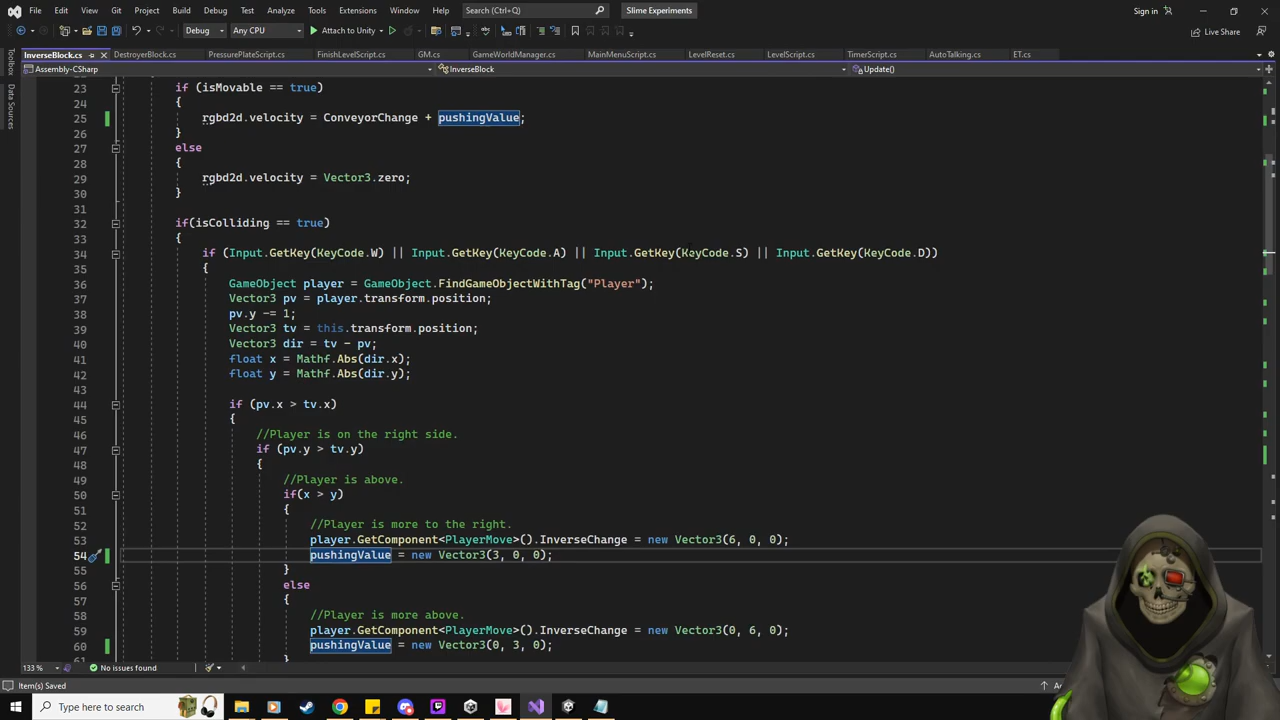 File Edit View Git Project Build Debug Test Analyze Tools Extensions Window Help Search (Ctrl+Q) Slime Experiments Sign in
Debug Any CPU Attach to Unity Live Share
InverseBlock.cs DestroyerBlock.cs PressurePlateScript.cs FinishLevelScript.cs GM.cs GameWorldManager.cs MainMenuScript.cs LevelReset.cs LevelScript.cs TimerScript.cs AutoTalking.cs ET.cs
Toolbox
Data Sources
Assembly-CSharp InverseBlock Update()
23 if (isMovable == true)
24 {
25 rgbd2d.velocity = ConveyorChange + pushingValue;
26 }
27 else
28 {
29 rgbd2d.velocity = Vector3.zero;
30 }
31
32 if(isColliding == true)
33 {
34 if (Input.GetKey(KeyCode.W) || Input.GetKey(KeyCode.A) || Input.GetKey(KeyCode.S) || Input.GetKey(KeyCode.D))
35 {
36 GameObject player = GameObject.FindGameObjectWithTag("Player");
37 Vector3 pv = player.transform.position;
38 pv.y -= 1;
39 Vector3 tv = this.transform.position;
40 Vector3 dir = tv - pv;
41 float x = Mathf.Abs(dir.x);
42 float y = Mathf.Abs(dir.y);
43
44 if (pv.x > tv.x)
45 {
46 //Player is on the right side.
47 if (pv.y > tv.y)
48 {
49 //Player is above.
50 if(x > y)
51 {
52 //Player is more to the right.
53 player.GetComponent<PlayerMove>().InverseChange = new Vector3(6, 0, 0);
54 pushingValue = new Vector3(3, 0, 0);
55 }
56 else
57 {
58 //Player is more above.
59 player.GetComponent<PlayerMove>().InverseChange = new Vector3(0, 6, 0);
60 pushingValue = new Vector3(0, 3, 0);
133 % No issues found
Item(s) Saved
Type here to search